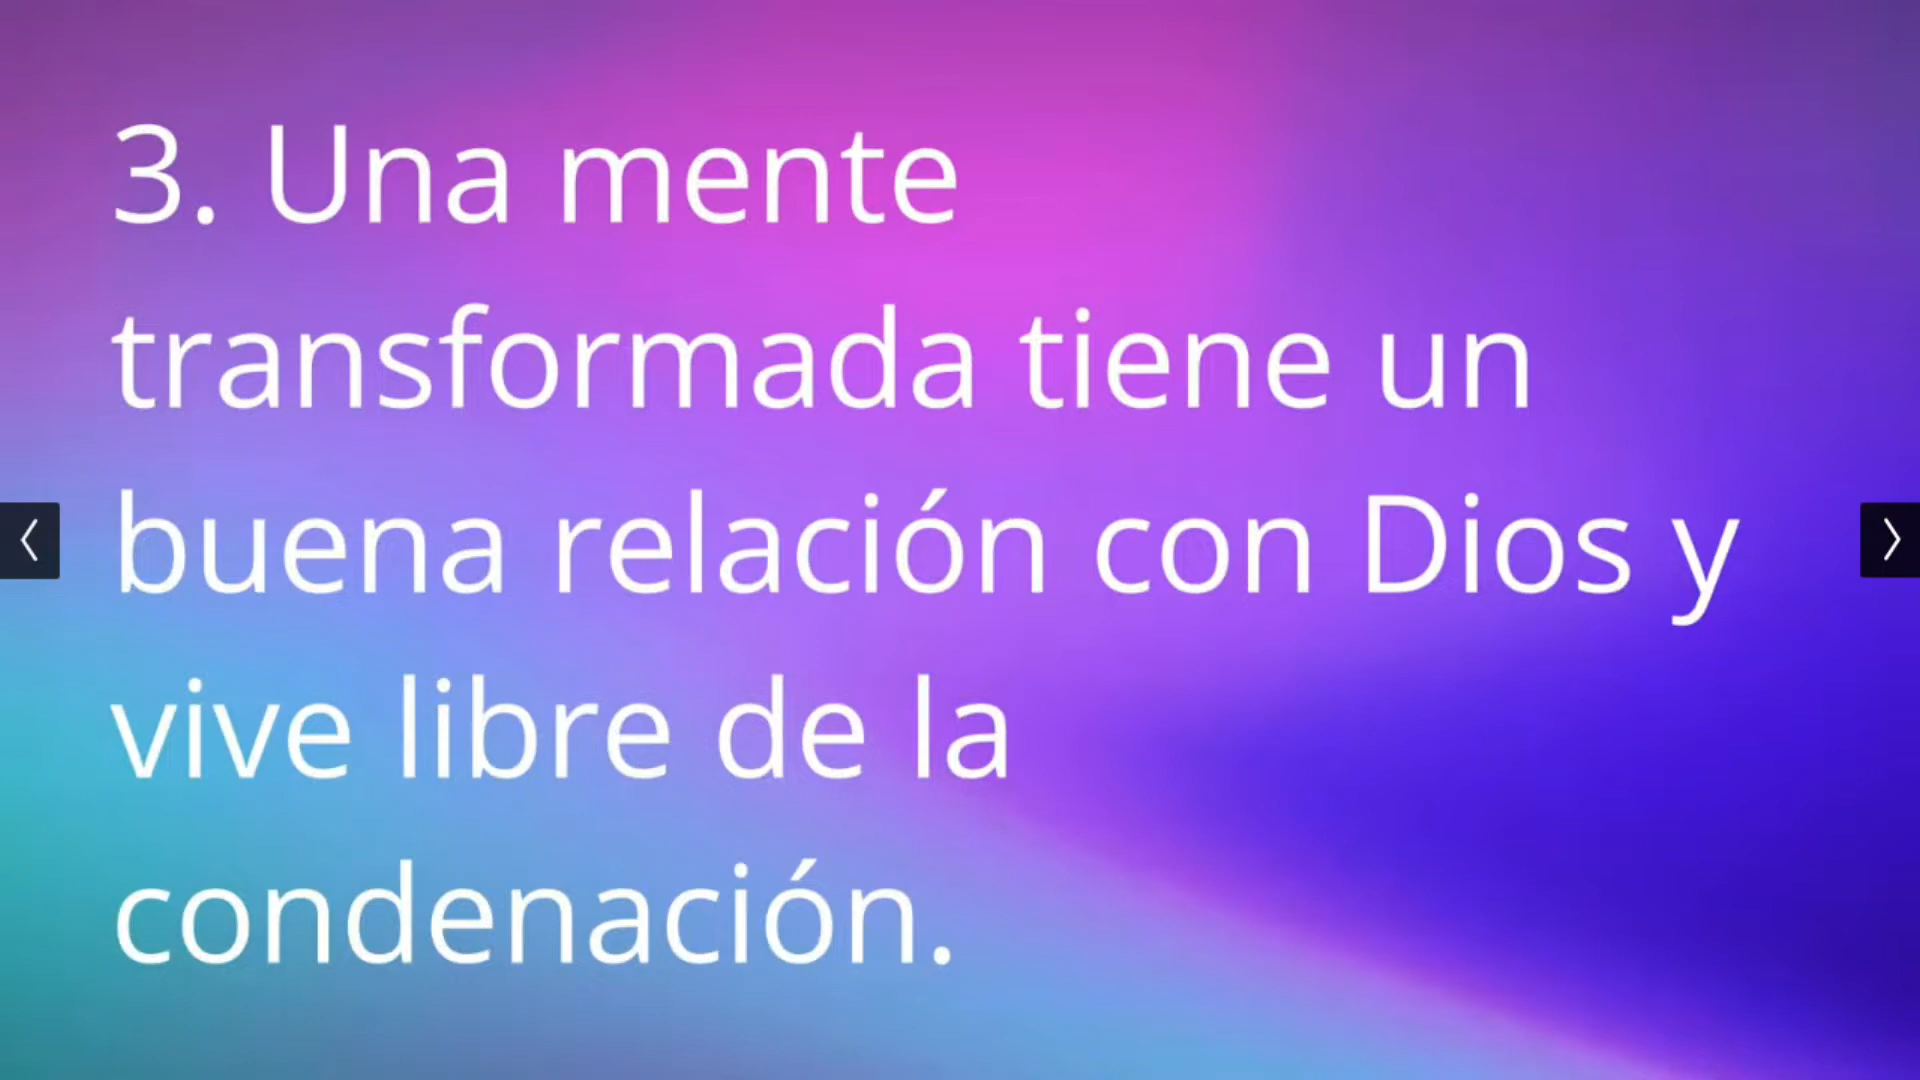 3. Una mente
transformada tiene un
buena relación con Dios y
vive libre de la
condenación.